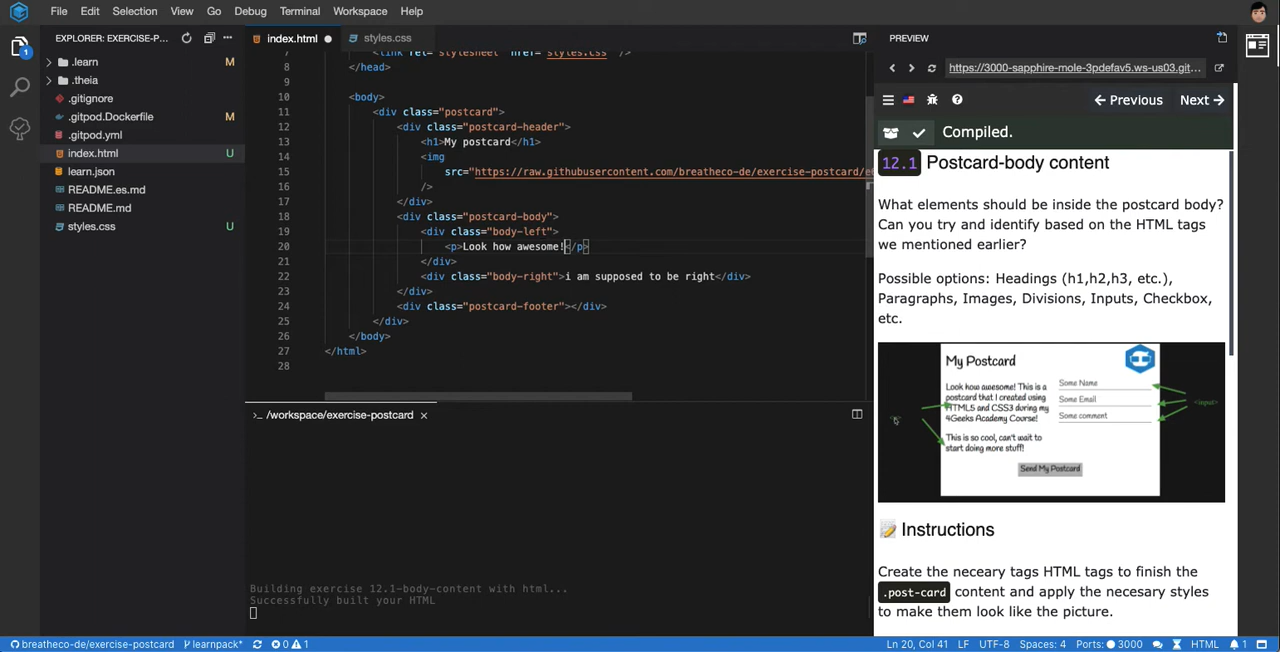 File Edit Selection View Go Debug Terminal Workspace Help
EXPLORER: EXERCISE-P...
1
.learn M
.theia
.gitignore
.gitpod.Dockerfile M
.gitpod.yml
index.html U
learn.json
README.es.md
README.md
styles.css U
index.html
styles.css
7 <link rel="stylesheet" href="styles.css" />
8 </head>
9
10 <body>
11 <div class="postcard">
12 <div class="postcard-header">
13 <h1>My postcard</h1>
14 <img
15 src="https://raw.githubusercontent.com/breatheco-de/exercise-postcard/
16 />
17 </div>
18 <div class="postcard-body">
19 <div class="body-left">
20 <p>Look how awesome!</p>
21 </div>
22 <div class="body-right">i am supposed to be right</div>
23 </div>
24 <div class="postcard-footer"></div>
25 </div>
26 </body>
27 </html>
28
>_ /workspace/exercise-postcard
Building exercise 12.1-body-content with html...
Successfully built your HTML
PREVIEW
https://3000-sapphire-mole-3pdefav5.ws-us03.git...
Previous Next
Compiled.
12.1 Postcard-body content
What elements should be inside the postcard body?
Can you try and identify based on the HTML tags
we mentioned earlier?
Possible options: Headings (h1,h2,h3, etc.),
Paragraphs, Images, Divisions, Inputs, Checkbox,
etc.
My Postcard
Look how awesome! This is a
postcard that I created using
HTML5 and CSS3 during my
4Geeks Academy Course!
This is so cool, can't wait to
start doing more stuff!
Some Name
Some Email
Some comment
<input>
Send My Postcard
Instructions
Create the neceary tags HTML tags to finish the
.post-card content and apply the necesary styles
to make them look like the picture.
breatheco-de/exercise-postcard learnpack* 0 1
Ln 20, Col 41 LF UTF-8 Spaces: 4 Ports: 3000 HTML 1